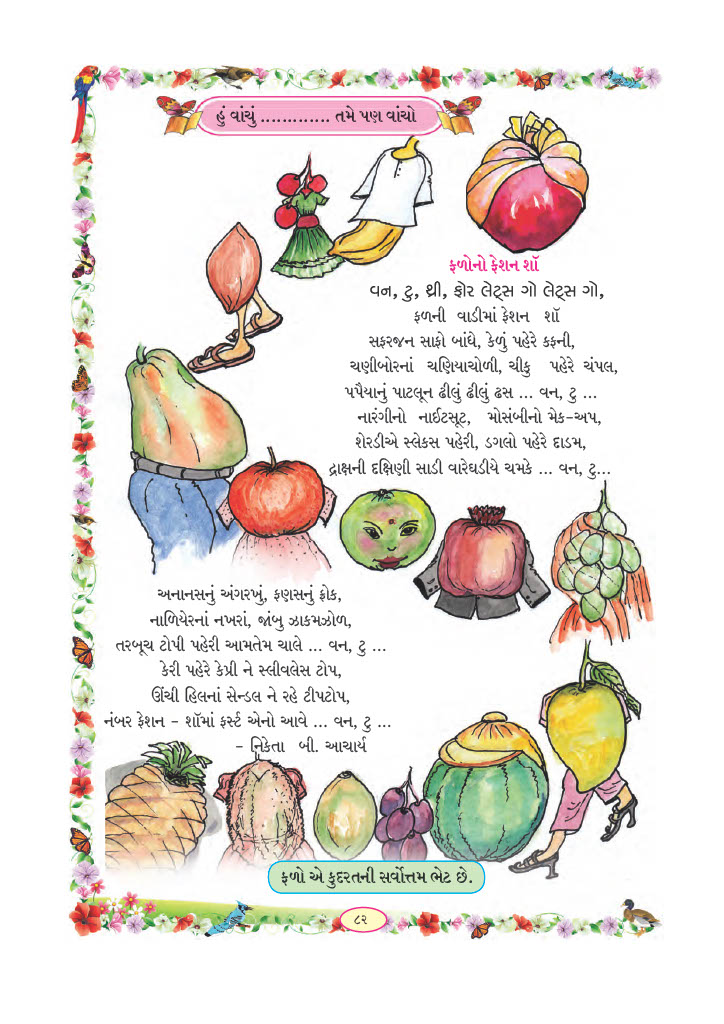 હું વાંચું ............. તમે પણ વાંચો
ફળોનો ફેશન શૉ
વન, ટુ, થ્રી, ફોર લેટ્સ ગો લેટ્સ ગો,
ફળની વાડીમાં ફેશન શૉ
સફરજન સાફો બાંધે, કેળું પહેરે કફની,
ચણીબોરનાં ચણિયાચોળી, ચીકુ પહેરે ચંપલ,
પપૈયાનું પાટલૂન ઢીલું ઢીલું ઢસ ... વન, ટુ ...
નારંગીનો નાઈટસૂટ, મોસંબીનો મેક-અપ,
શેરડીએ સ્લેકસ પહેરી, ડગલો પહેરે દાડમ,
દ્રાક્ષની દક્ષિણી સાડી વારેઘડીયે ચમકે ... વન, ટુ...
અનાનસનું અંગરખું, ફણસનું ફ્રોક,
નાળિયેરનાં નખરાં, જાંબુ ઝાકમઝોળ,
તરબૂચ ટોપી પહેરી આમતેમ ચાલે ... વન, ટુ ...
કેરી પહેરે કેપ્રી ને સ્લીવલેસ ટોપ,
ઊંચી હિલનાં સેન્ડલ ને રહે ટીપટોપ,
નંબર ફેશન - શૉમાં ફર્સ્ટ એનો આવે ... વન, ટુ ...
- નિકેતા બી. આચાર્ય
ફળો એ કુદરતની સર્વોત્તમ ભેટ છે.
૮૨